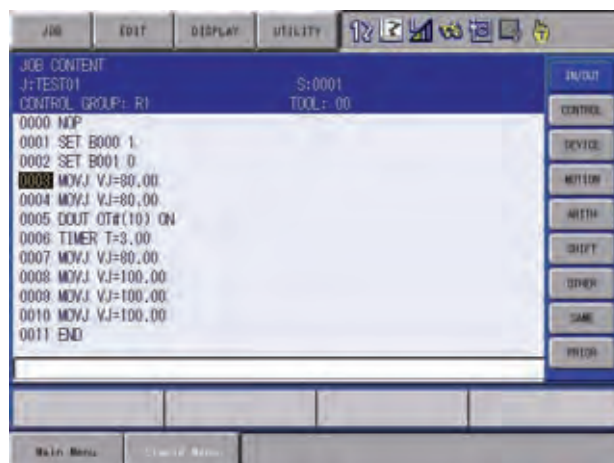 JOB
EDIT
DISPLAY
UTILITY
JOB CONTENT
J:TEST01 S:0001
CONTROL GROUP: R1 TOOL: 00
0000 NOP
0001 SET B000 1
0002 SET B001 0
0003 MOVJ VJ=80.00
0004 MOVJ VJ=80.00
0005 DOUT OT#(10) ON
0006 TIMER T=3.00
0007 MOVJ VJ=80.00
0008 MOVJ VJ=100.00
0009 MOVJ VJ=100.00
0010 MOVJ VJ=100.00
0011 END
IN/OUT
CONTROL
DEVICE
MOTION
ARITH
SHIFT
OTHER
SAME
PRIOR
Main Menu
Menu